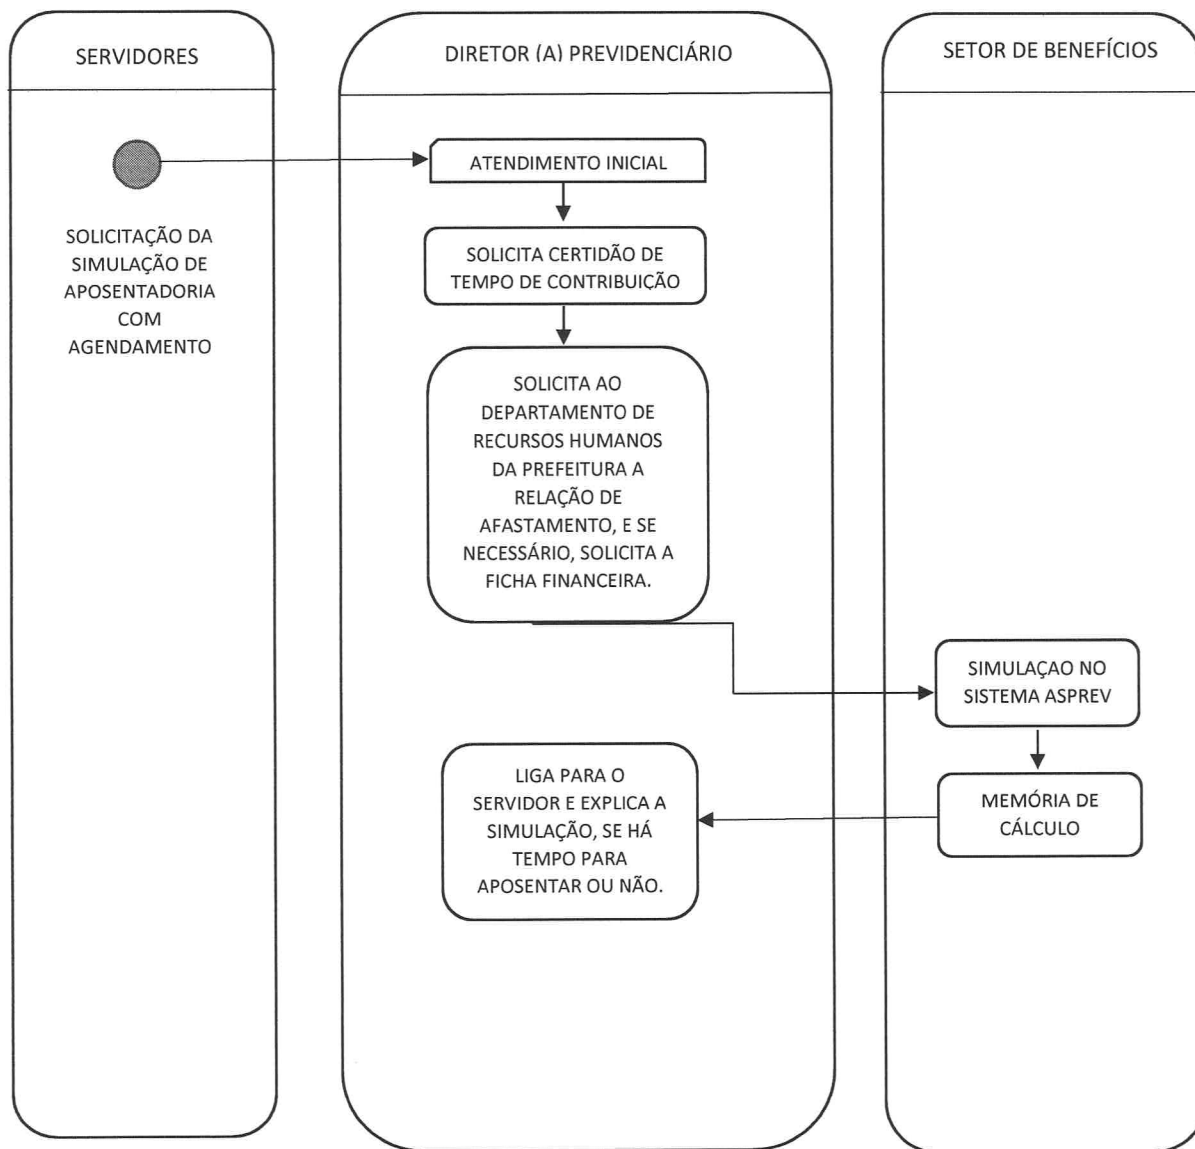 SERVIDORES
DIRETOR (A) PREVIDENCIÁRIO
SETOR DE BENEFÍCIOS
SOLICITAÇÃO DA
SIMULAÇÃO DE
APOSENTADORIA
COM
AGENDAMENTO
ATENDIMENTO INICIAL
SOLICITA CERTIDÃO DE
TEMPO DE CONTRIBUIÇÃO
SOLICITA AO
DEPARTAMENTO DE
RECURSOS HUMANOS
DA PREFEITURA A
RELAÇÃO DE
AFASTAMENTO, E SE
NECESSÁRIO, SOLICITA A
FICHA FINANCEIRA.
SIMULAÇAO NO
SISTEMA ASPREV
MEMÓRIA DE
CÁLCULO
LIGA PARA O
SERVIDOR E EXPLICA A
SIMULAÇÃO, SE HÁ
TEMPO PARA
APOSENTAR OU NÃO.